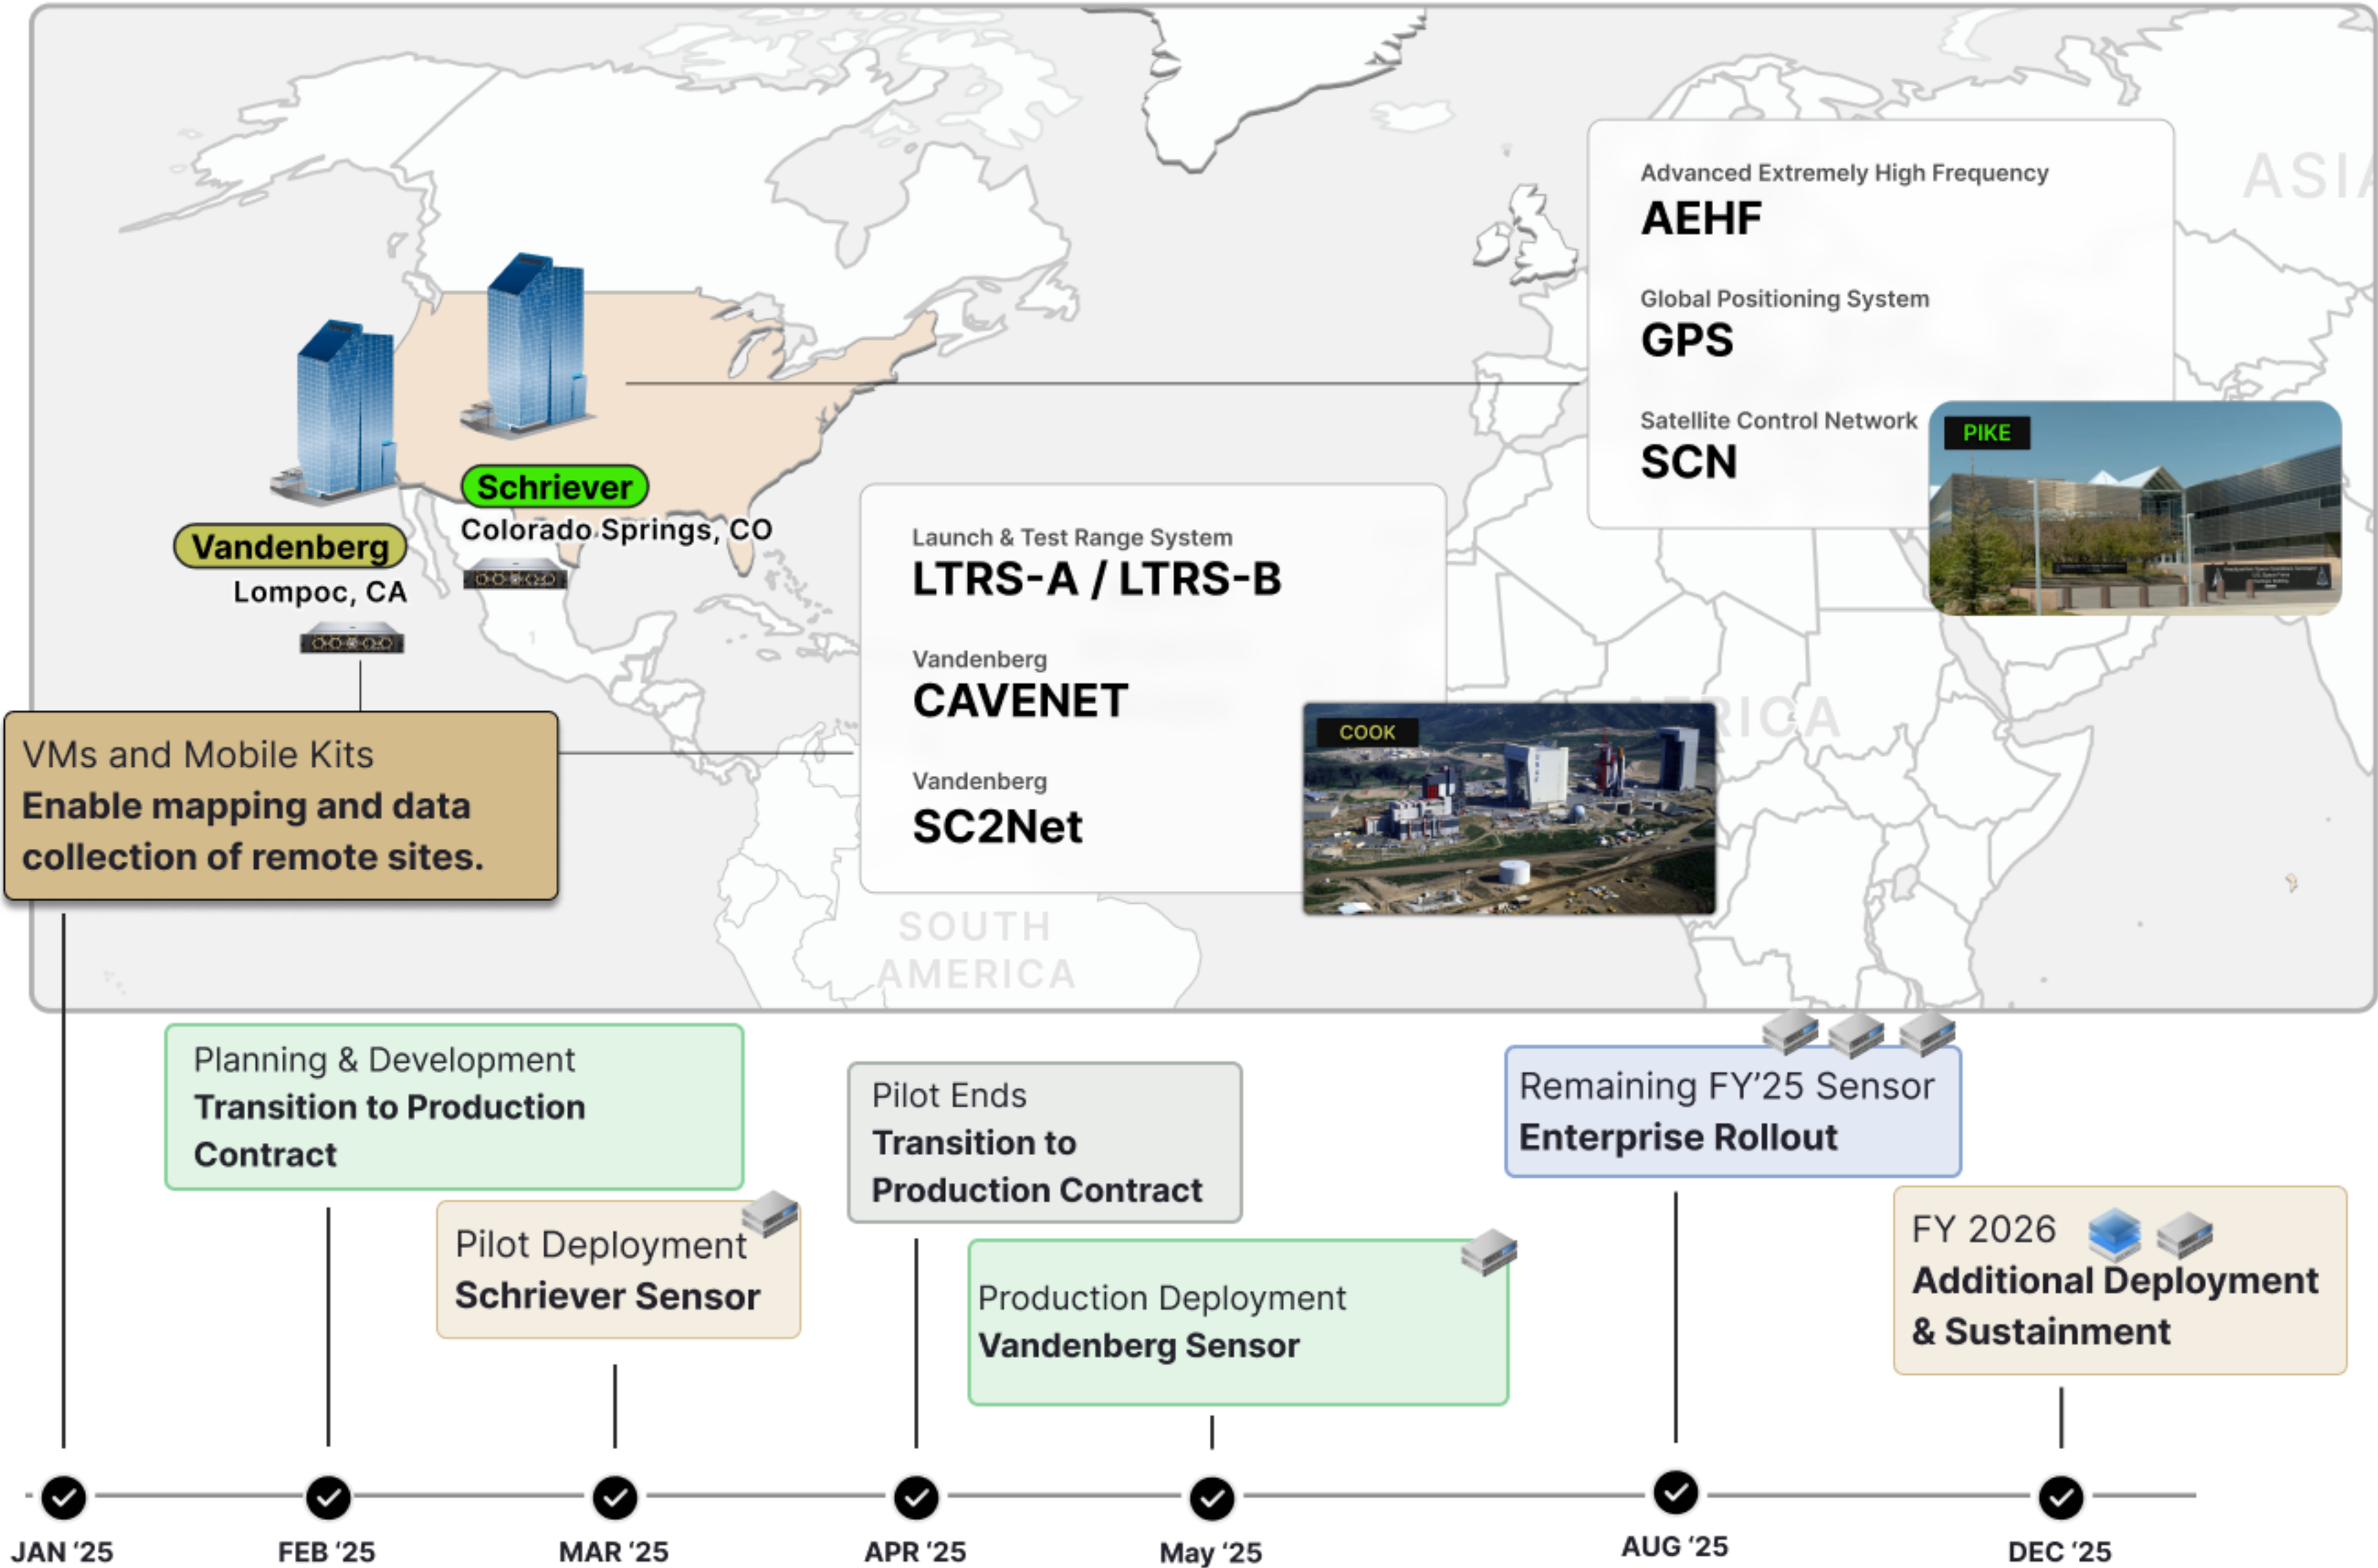 ASIA
Advanced Extremely High Frequency
AEHF
Global Positioning System
GPS
Satellite Control Network
SCN
PIKE
Schriever
Colorado Springs, CO
Vandenberg
Lompoc, CA
1
Launch & Test Range System
LTRS-A / LTRS-B
Vandenberg
CAVENET
Vandenberg
SC2Net
COOK
RICA
VMs and Mobile Kits
Enable mapping and data
collection of remote sites.
SOUTH
AMERICA
Planning & Development
Transition to Production
Contract
Pilot Deployment
Schriever Sensor
Pilot Ends
Transition to
Production Contract
Production Deployment
Vandenberg Sensor
Remaining FY’25 Sensor
Enterprise Rollout
FY 2026
Additional Deployment
& Sustainment
JAN ‘25
FEB ‘25
MAR ‘25
APR ‘25
May ‘25
AUG ‘25
DEC ‘25